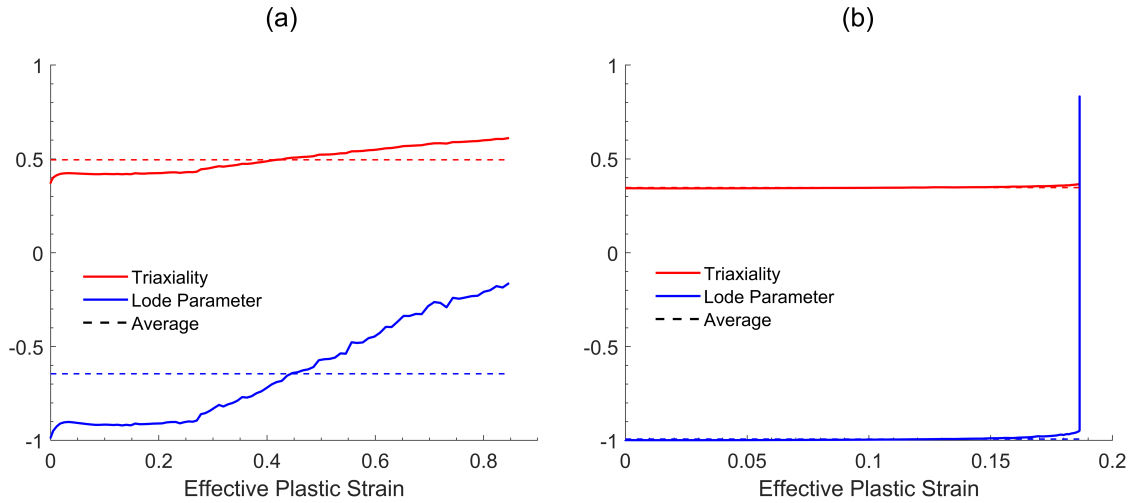 (a)
1
0.5
0
-0.5
-1
Triaxiality
Lode Parameter
Average
0
0.2
0.4
0.6
0.8
Effective Plastic Strain
(b)
1
0.5
0
-0.5
-1
Triaxiality
Lode Parameter
Average
0
0.05
0.1
0.15
0.2
Effective Plastic Strain